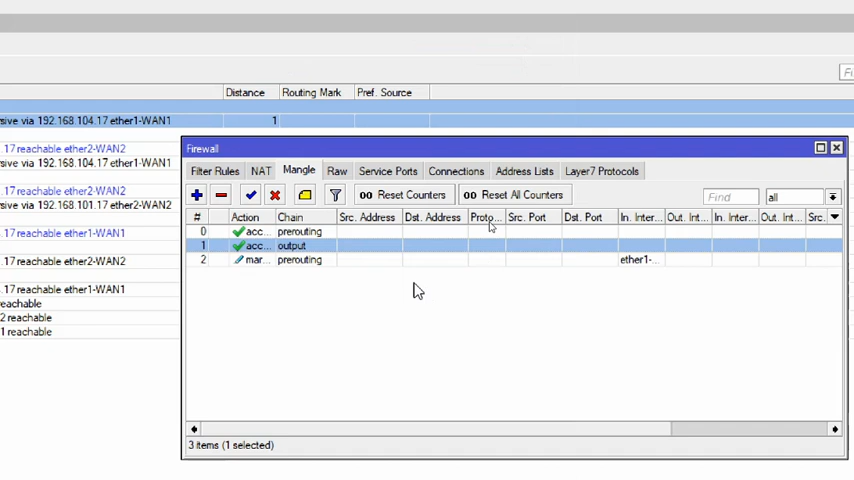 Distance Routing Mark Pref. Source
sive via 192.168.104.17 ether1-WAN1 1
Firewall
.17 reachable ether2-WAN2
sive via 192.168.104.17 ether1-WAN1
Filter Rules NAT Mangle Raw Service Ports Connections Address Lists Layer7 Protocols
.17 reachable ether2-WAN2
00 Reset Counters 00 Reset All Counters Find all
sive via 192.168.101.17 ether2-WAN2
# Action Chain Src. Address Dst. Address Proto... Src. Port Dst. Port In. Inter... Out. Int... In. Inter... Out. Int... Src.
0 acc... prerouting
.17 reachable ether1-WAN1
1 acc... output
2 mar... prerouting ether1-...
.17 reachable ether2-WAN2
.17 reachable ether1-WAN1
eachable
2 reachable
1 reachable
3 items (1 selected)